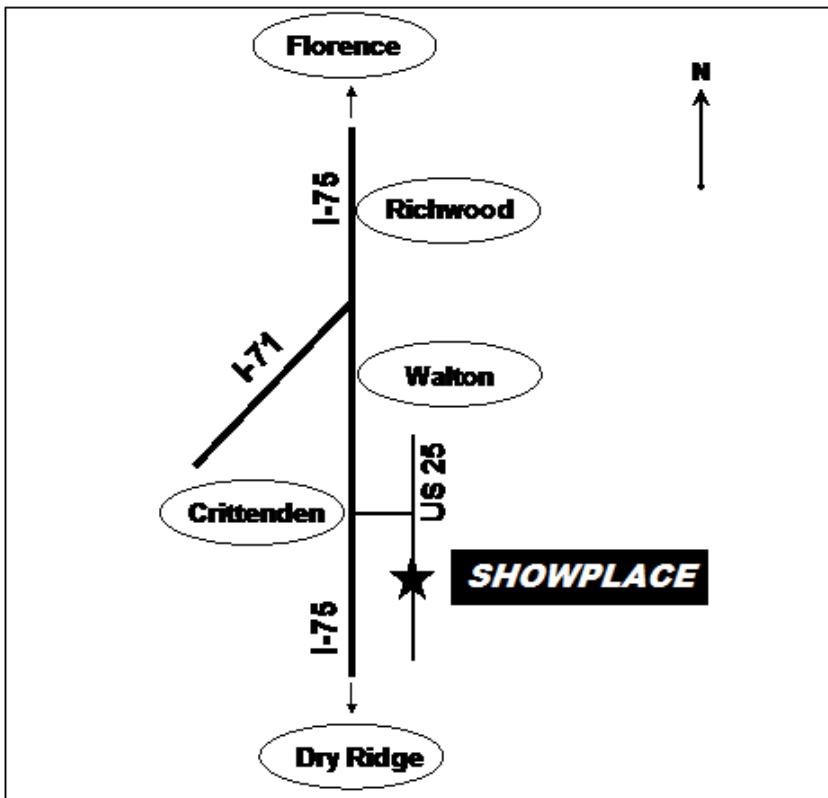 Florence
N
I-75
Richwood
I-71
Walton
US 25
Crittenden
SHOWPLACE
I-75
Dry Ridge